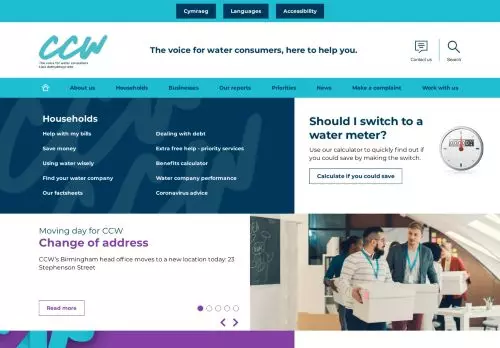 Cymraeg Languages Accessibility
CCW
The voice for water consumers
Llais defnyddwyr dŵr
The voice for water consumers, here to help you.
Contact us Search
About us Households Businesses Our reports Priorities News Make a complaint Work with us
Households
Help with my bills Dealing with debt
Save money Extra free help - priority services
Using water wisely Benefits calculator
Find your water company Water company performance
Our factsheets Coronavirus advice
Should I switch to a
water meter?
Use our calculator to quickly find out if
you could save by making the switch.
Calculate if you could save
Moving day for CCW
Change of address
CCW's Birmingham head office moves to a new location today: 23
Stephenson Street
Read more